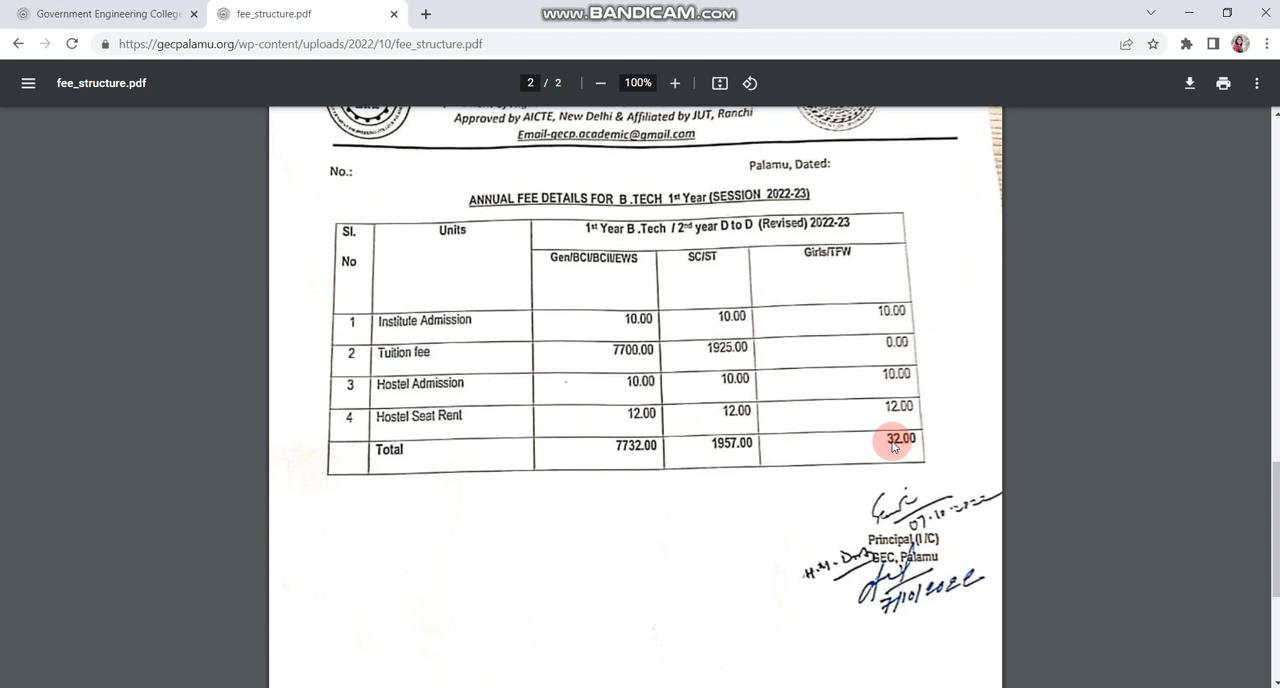 Government Engineering College
fee_structure.pdf
www.BANDICAM.com
https://gecpalamu.org/wp-content/uploads/2022/10/fee_structure.pdf
fee_structure.pdf
2 / 2
100%
Approved by AICTE, New Delhi & Affiliated by JUT, Ranchi
Email-gecp.academic@gmail.com
No.:
Palamu, Dated:
ANNUAL FEE DETAILS FOR B .TECH 1st Year (SESSION 2022-23)
Sl. No Units 1st Year B .Tech / 2nd year D to D (Revised) 2022-23
Gen/BCI/BCII/EWS SC/ST Girls/TFW
1 Institute Admission 10.00 10.00 10.00
2 Tuition fee 7700.00 1925.00 0.00
3 Hostel Admission 10.00 10.00 10.00
4 Hostel Seat Rent 12.00 12.00 12.00
Total 7732.00 1957.00 32.00
07.10.2022
Principal (I/C)
GEC, Palamu
7/10/2022